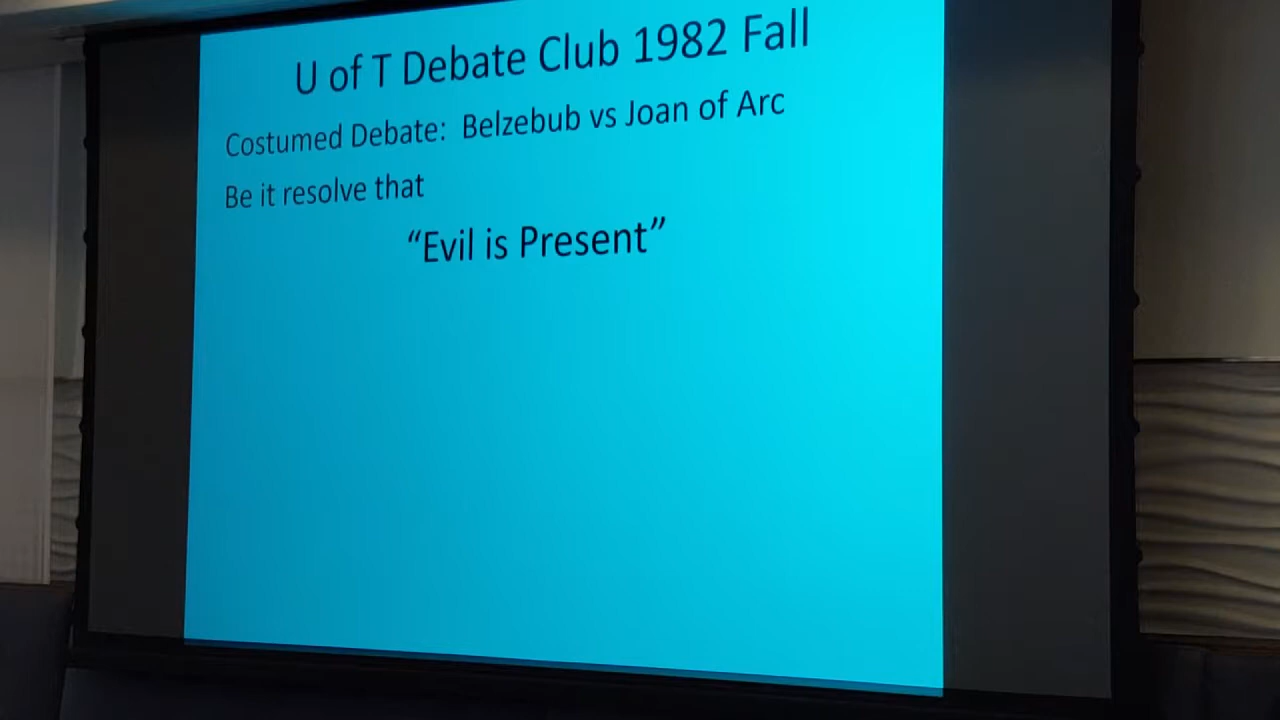 U of T Debate Club 1982 Fall
Costumed Debate: Belzebub vs Joan of Arc
Be it resolve that
“Evil is Present”